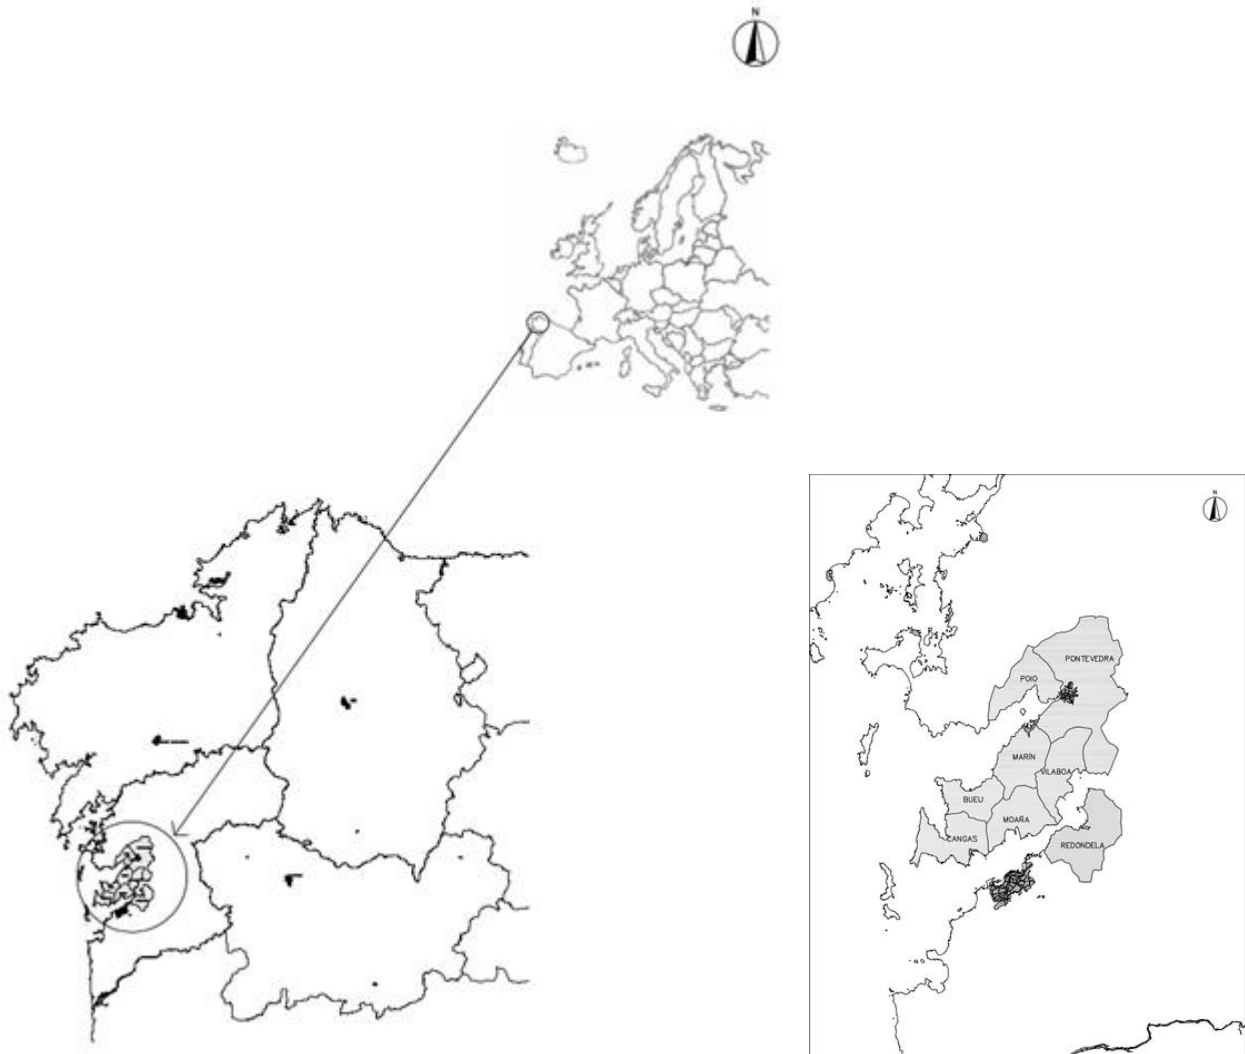 N
N
PONTEVEDRA
POIO
MARÍN
VILABOA
BUEU
MOAÑA
CANGAS
REDONDELA